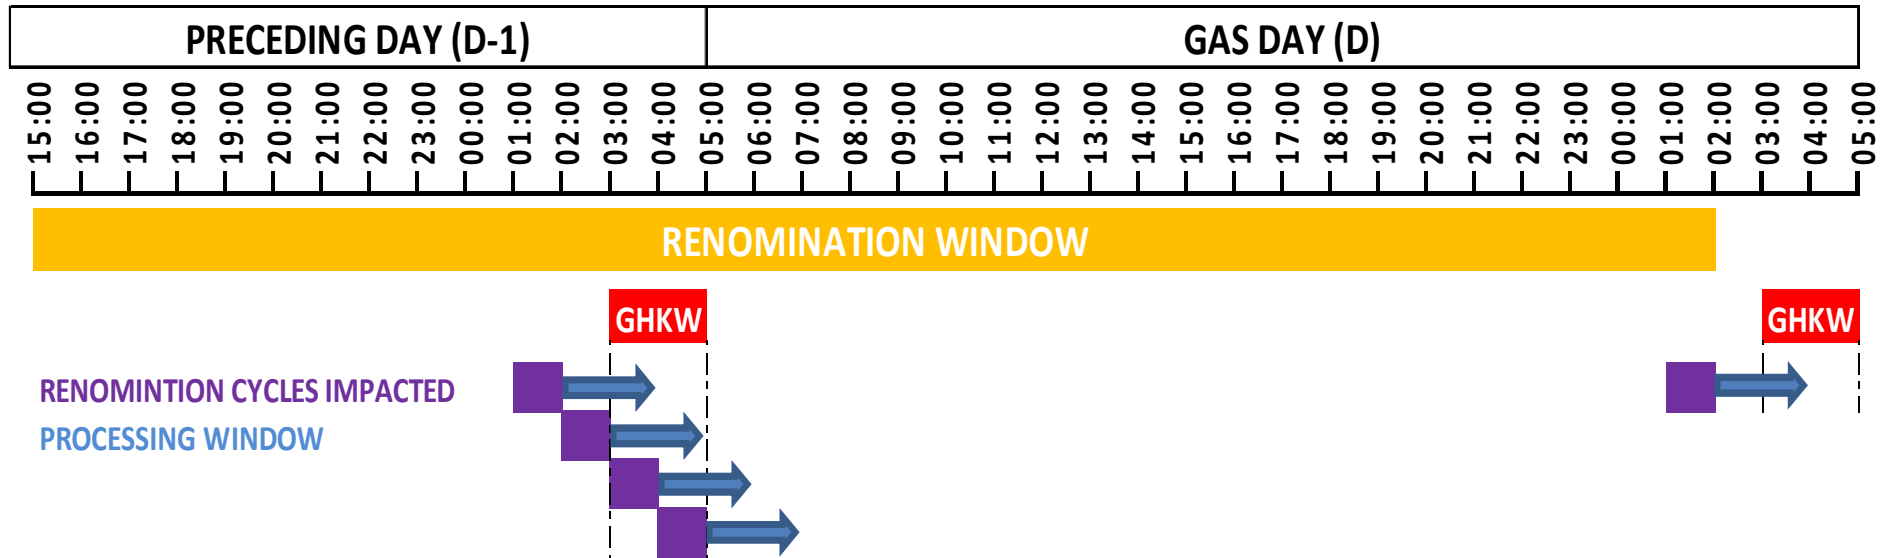 PRECEDING DAY (D-1) GAS DAY (D)
15:00 16:00 17:00 18:00 19:00 20:00 21:00 22:00 23:00 00:00 01:00 02:00 03:00 04:00 05:00 06:00 07:00 08:00 09:00 10:00 11:00 12:00 13:00 14:00 15:00 16:00 17:00 18:00 19:00 20:00 21:00 22:00 23:00 00:00 01:00 02:00 03:00 04:00 05:00
RENOMINATION WINDOW
GHKW GHKW
RENOMINTION CYCLES IMPACTED
PROCESSING WINDOW